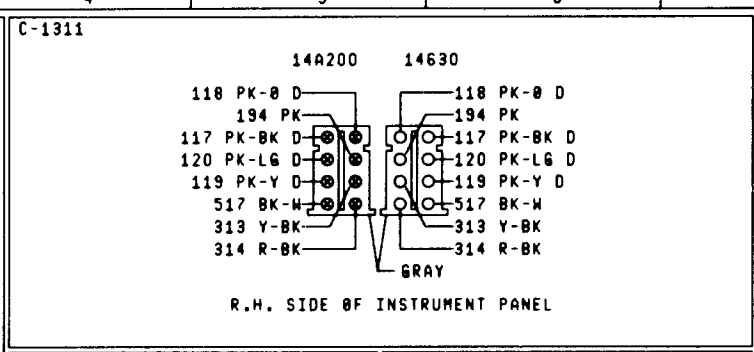 C-1311
14A200 14630
118 PK-O D 118 PK-O D
194 PK 194 PK
117 PK-BK D 117 PK-BK D
120 PK-LG D 120 PK-LG D
119 PK-Y D 119 PK-Y D
517 BK-W 517 BK-W
313 Y-BK 313 Y-BK
314 R-BK 314 R-BK
GRAY
R.H. SIDE OF INSTRUMENT PANEL